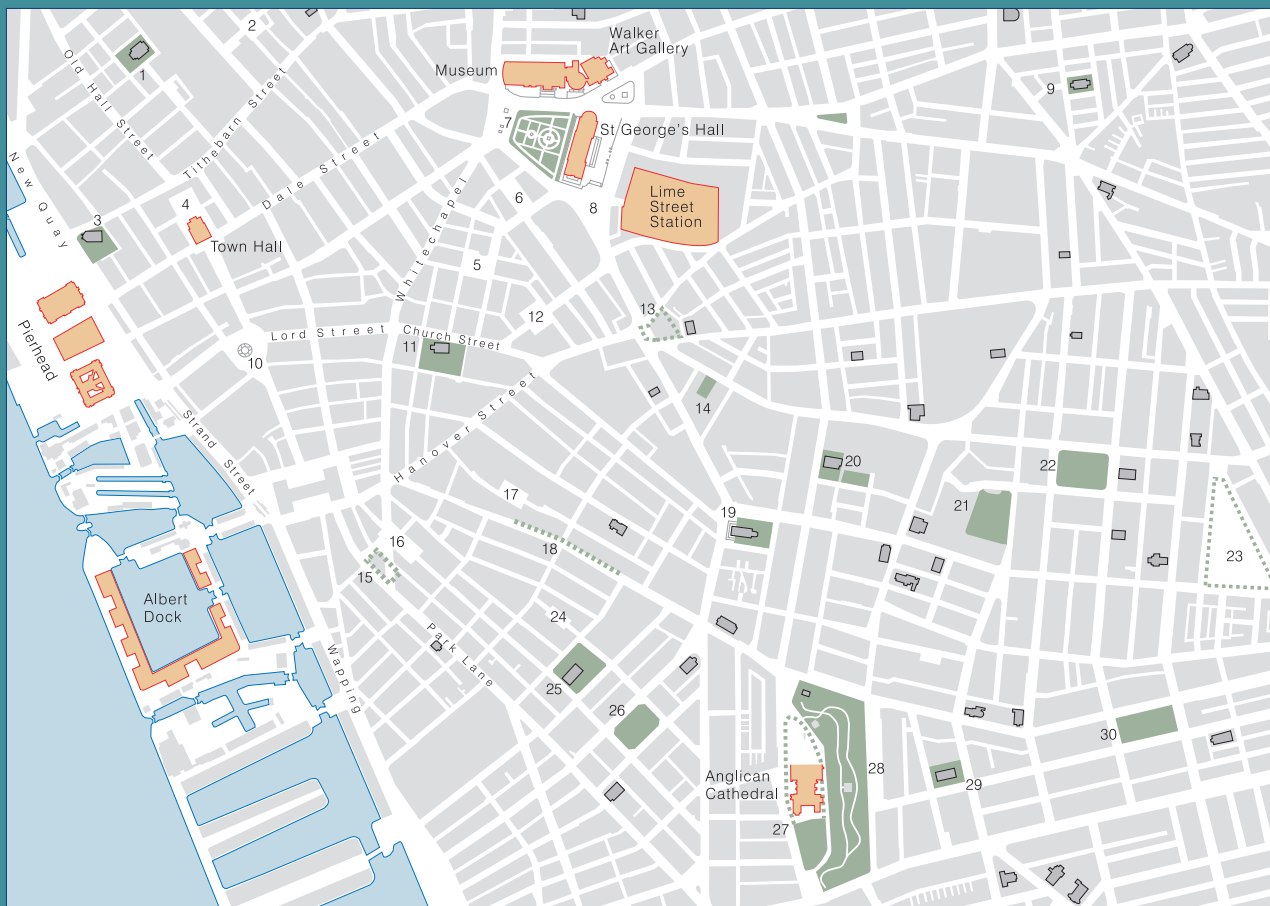 Walker
Art Gallery
Museum
2
1
Old Hall Street
Tithebarn Street
Dale Street
7
St George's Hall
9
New Quay
3
4
Town Hall
Whitechapel
6
8
Lime
Street
Station
5
Pierhead
Lord Street
Church Street
12
13
10
11
14
Strand Street
Hanover Street
17
18
16
15
19
20
21
22
23
Albert
Dock
Wapping
Park Lane
24
25
26
Anglican
Cathedral
27
28
29
30